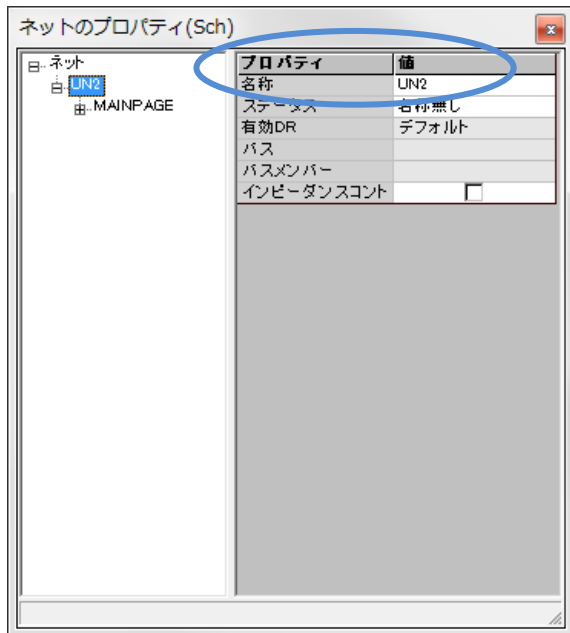 ネットのプロパティ(Sch)
ネット
UN2
MAINPAGE
プロパティ 値
名称 UN2
ステータス 名称無し
有効DR デフォルト
バス
バスメンバー
インピーダンスコント